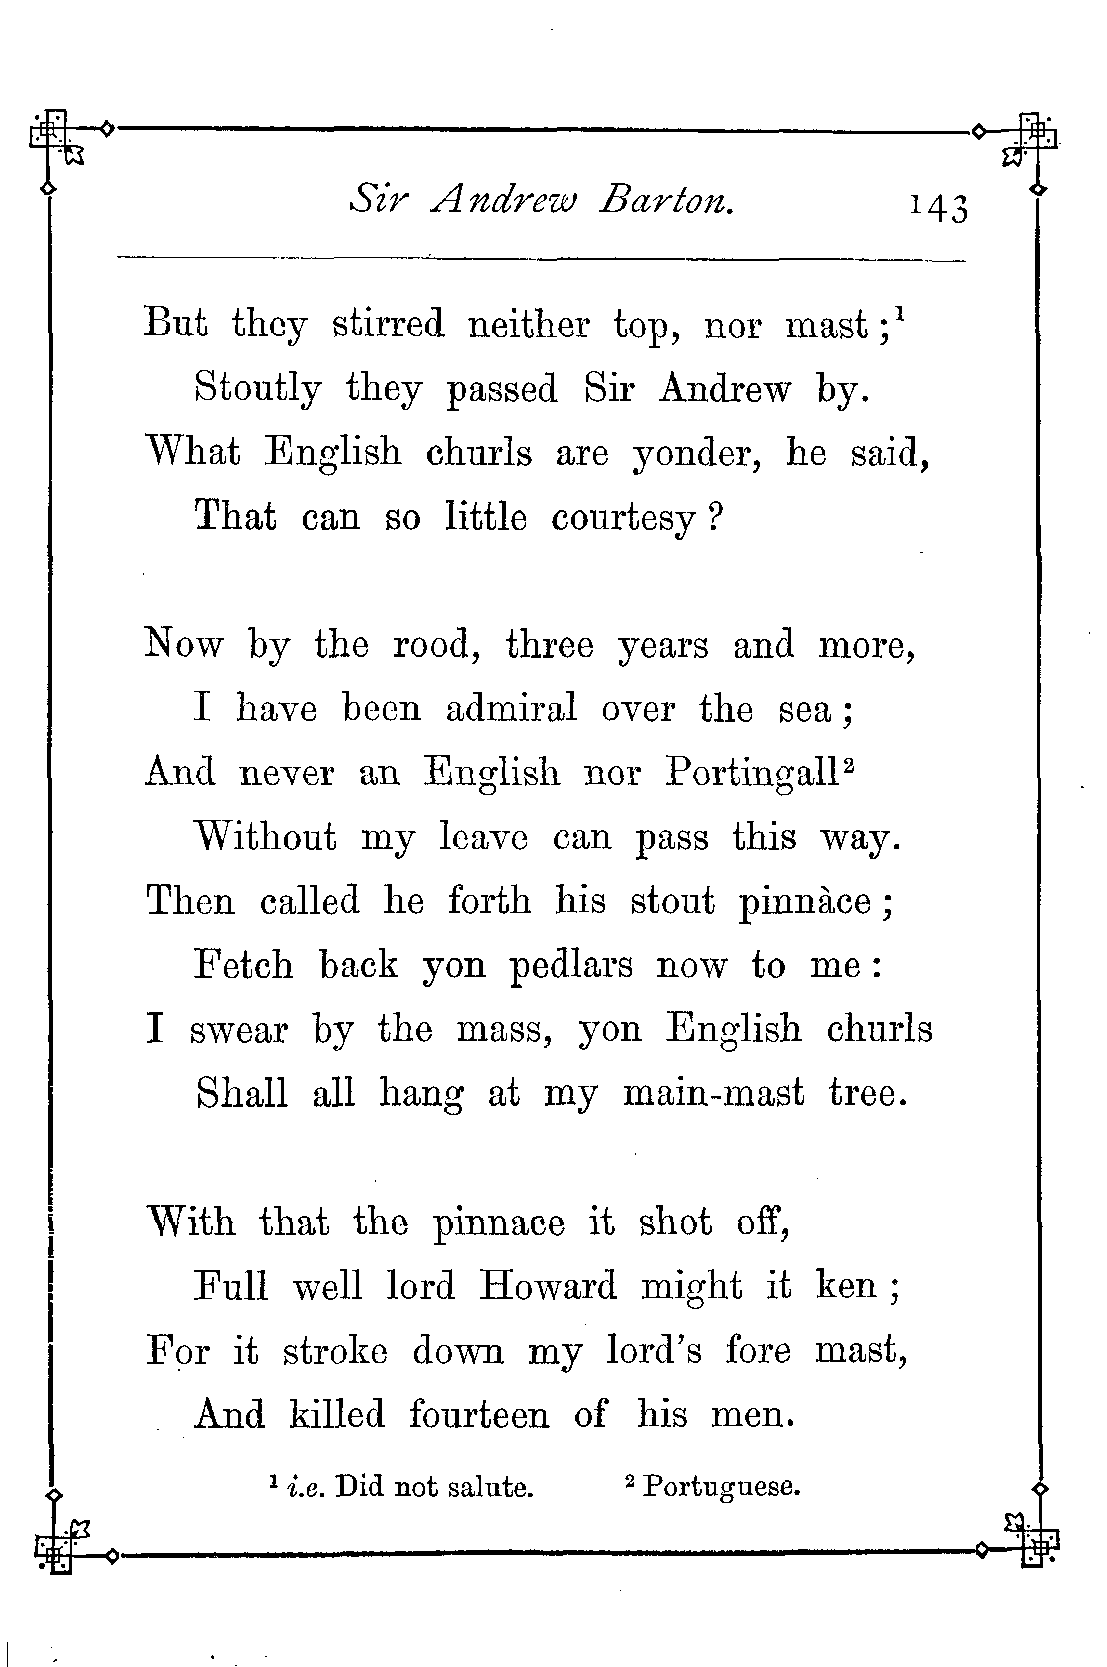 Sir Andrew Barton. 143
But they stirred neither top, nor mast;¹
Stoutly they passed Sir Andrew by.
What English churls are yonder, he said,
That can so little courtesy?
Now by the rood, three years and more,
I have been admiral over the sea;
And never an English nor Portingall²
Without my leave can pass this way.
Then called he forth his stout pinnàce;
Fetch back yon pedlars now to me:
I swear by the mass, yon English churls
Shall all hang at my main-mast tree.
With that the pinnace it shot off,
Full well lord Howard might it ken;
For it stroke down my lord's fore mast,
And killed fourteen of his men.
¹ i.e. Did not salute. ² Portuguese.